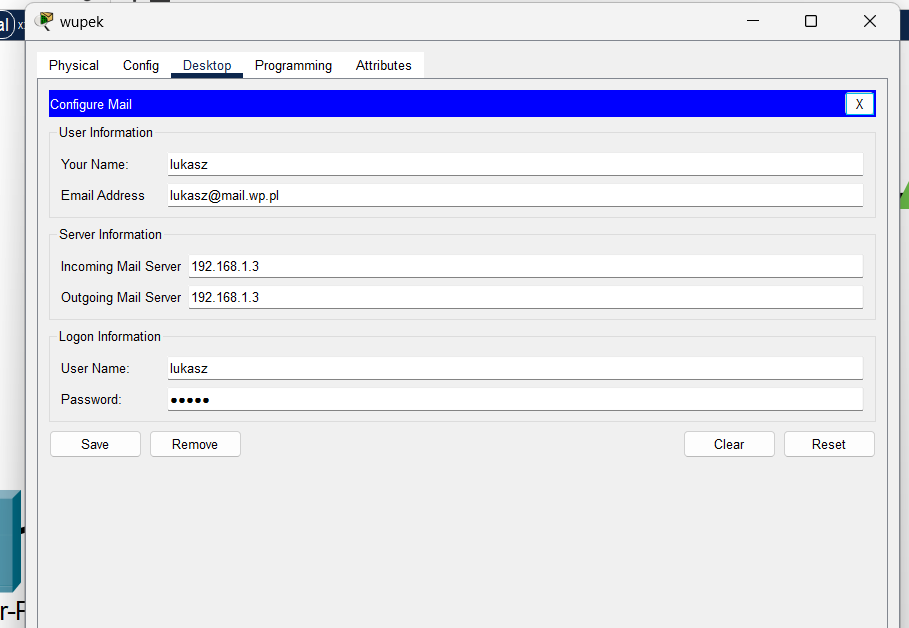 al
wupek
Physical Config Desktop Programming Attributes
Configure Mail X
User Information
Your Name: lukasz
Email Address lukasz@mail.wp.pl
Server Information
Incoming Mail Server 192.168.1.3
Outgoing Mail Server 192.168.1.3
Logon Information
User Name: lukasz
Password: •••••
Save Remove Clear Reset
r-P